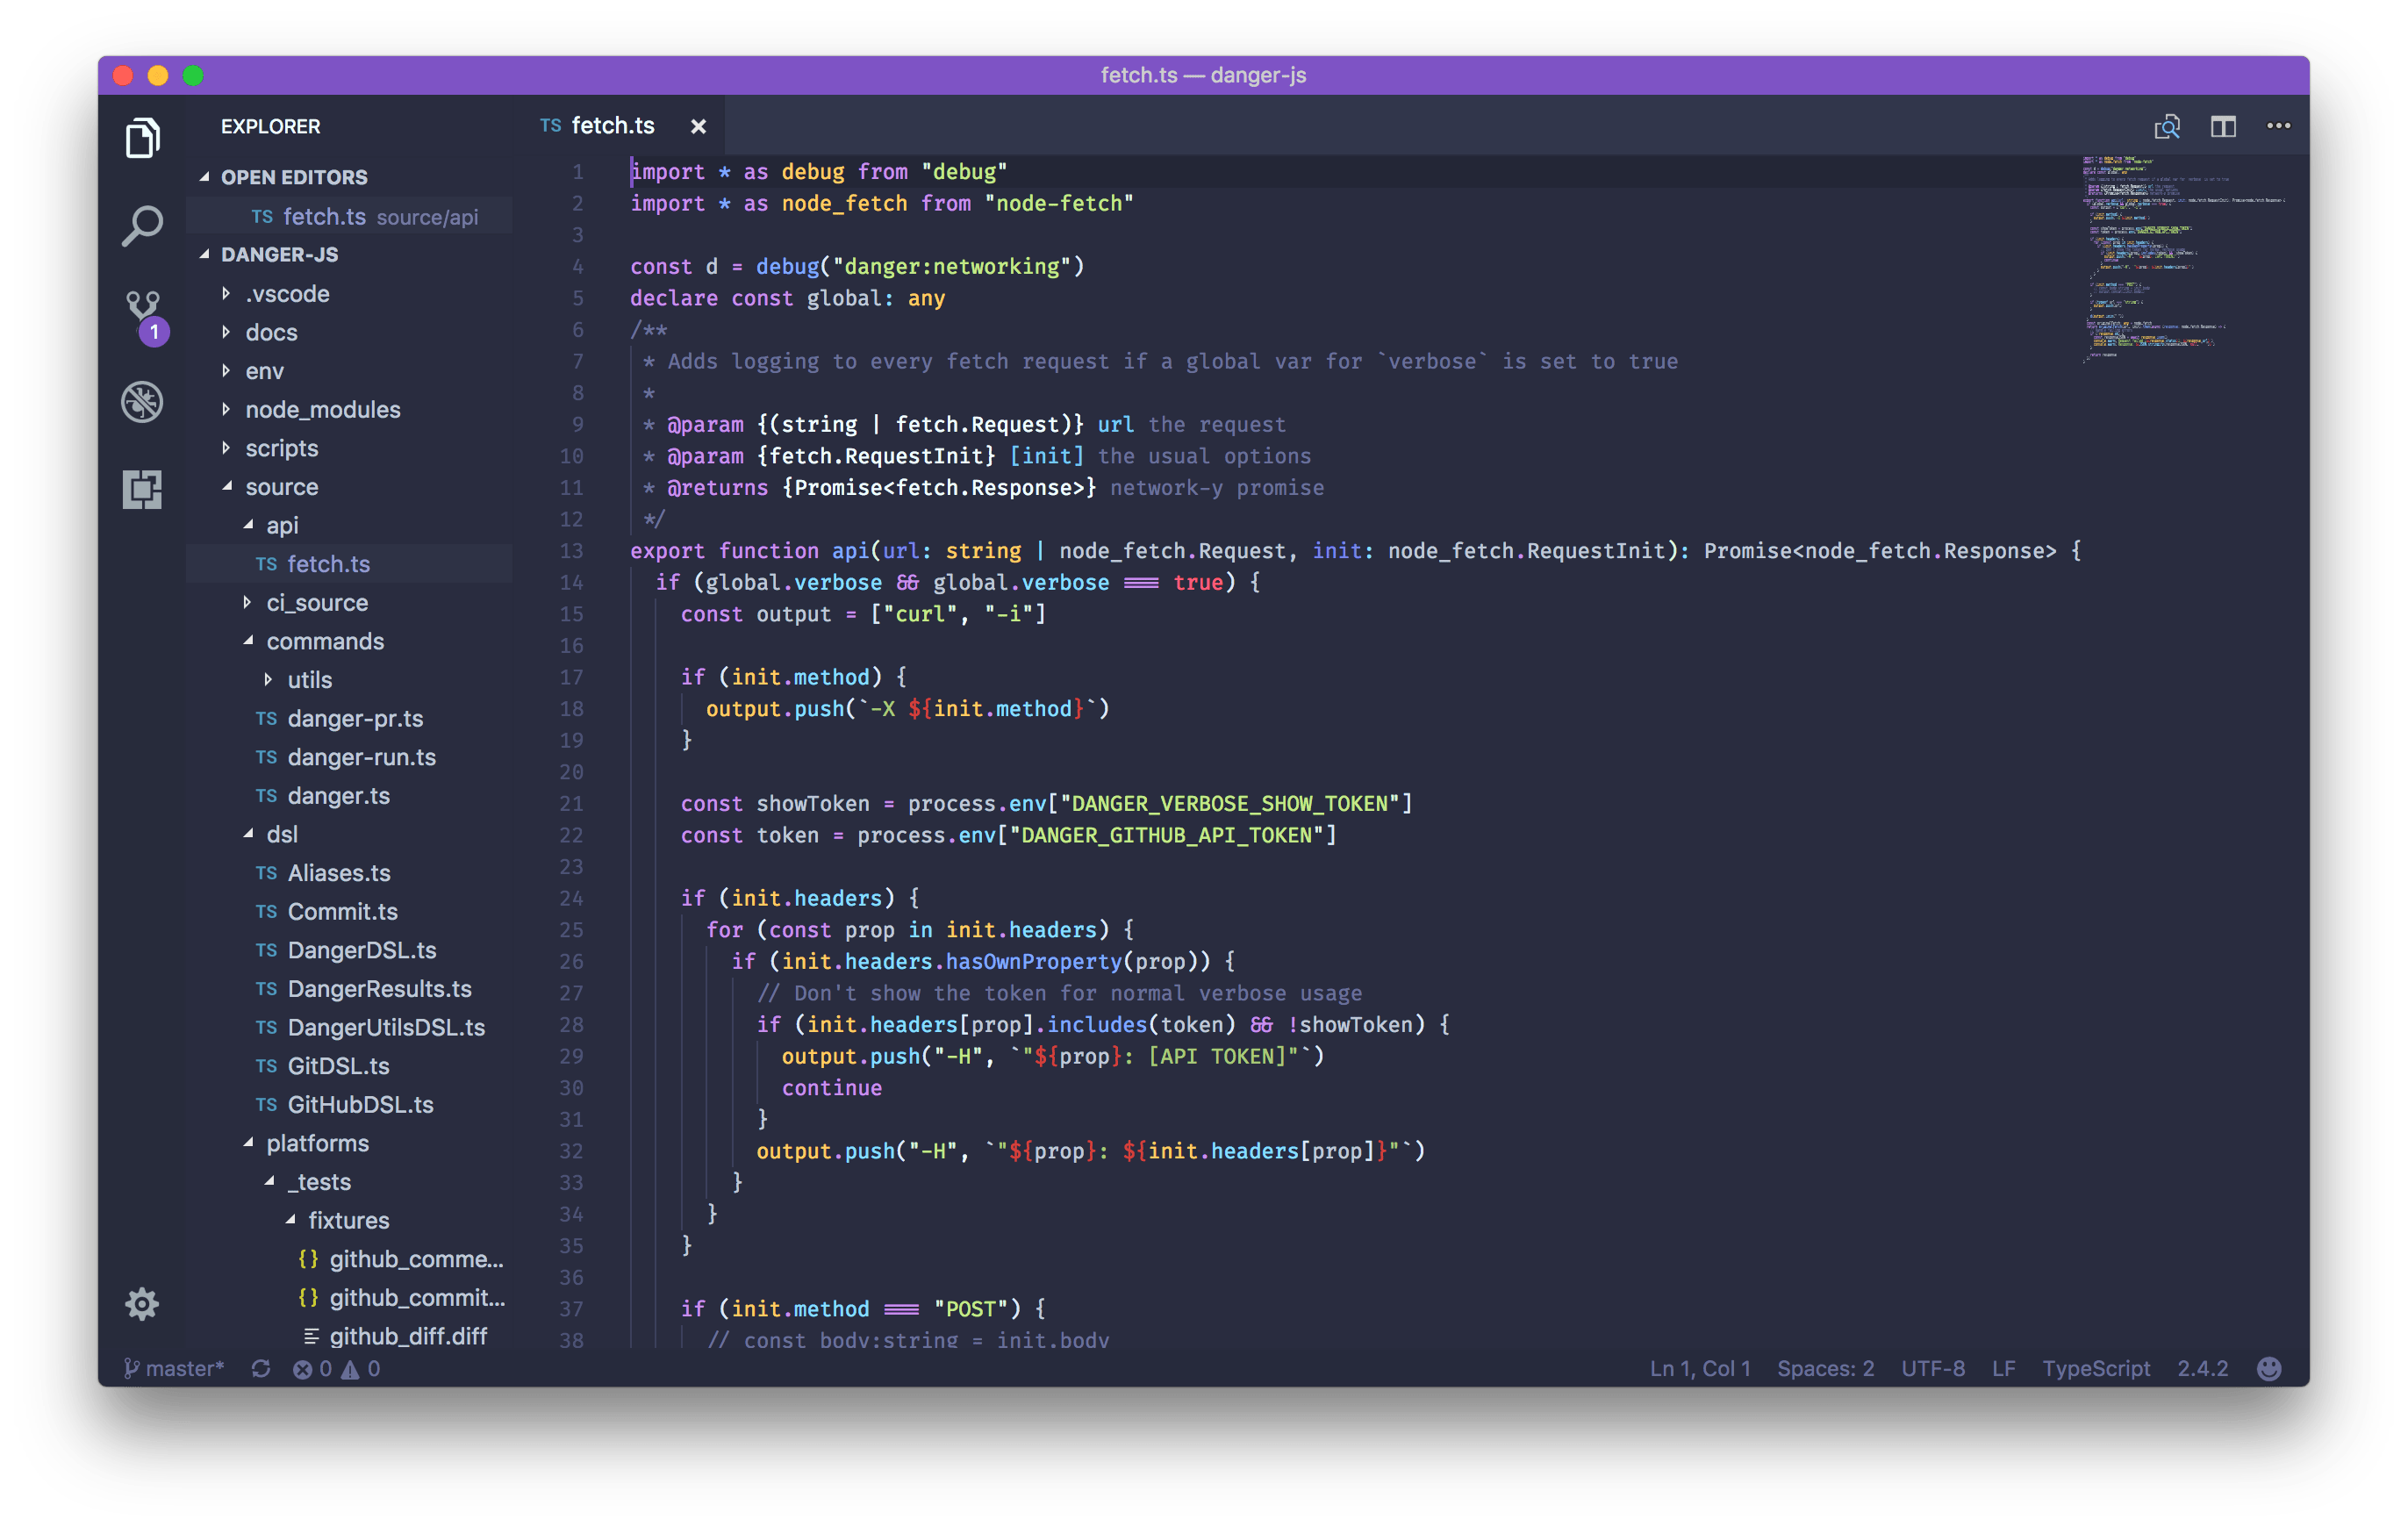 fetch.ts — danger-js
EXPLORER
OPEN EDITORS
TS fetch.ts source/api
DANGER-JS
.vscode
docs
env
node_modules
scripts
source
api
TS fetch.ts
ci_source
commands
utils
TS danger-pr.ts
TS danger-run.ts
TS danger.ts
dsl
TS Aliases.ts
TS Commit.ts
TS DangerDSL.ts
TS DangerResults.ts
TS DangerUtilsDSL.ts
TS GitDSL.ts
TS GitHubDSL.ts
platforms
_tests
fixtures
{} github_comme...
{} github_commit...
github_diff.diff
1
TS fetch.ts ×
1 import * as debug from "debug"
2 import * as node_fetch from "node-fetch"
3
4 const d = debug("danger:networking")
5 declare const global: any
6 /**
7 * Adds logging to every fetch request if a global var for `verbose` is set to true
8 *
9 * @param {(string | fetch.Request)} url the request
10 * @param {fetch.RequestInit} [init] the usual options
11 * @returns {Promise<fetch.Response>} network-y promise
12 */
13 export function api(url: string | node_fetch.Request, init: node_fetch.RequestInit): Promise<node_fetch.Response> {
14 if (global.verbose && global.verbose === true) {
15 const output = ["curl", "-i"]
16
17 if (init.method) {
18 output.push(`-X ${init.method}`)
19 }
20
21 const showToken = process.env["DANGER_VERBOSE_SHOW_TOKEN"]
22 const token = process.env["DANGER_GITHUB_API_TOKEN"]
23
24 if (init.headers) {
25 for (const prop in init.headers) {
26 if (init.headers.hasOwnProperty(prop)) {
27 // Don't show the token for normal verbose usage
28 if (init.headers[prop].includes(token) && !showToken) {
29 output.push("-H", `"${prop}: [API TOKEN]"`)
30 continue
31 }
32 output.push("-H", `"${prop}: ${init.headers[prop]}"`)
33 }
34 }
35 }
36
37 if (init.method === "POST") {
38 // const body:string = init.body
master* 0 0
Ln 1, Col 1 Spaces: 2 UTF-8 LF TypeScript 2.4.2